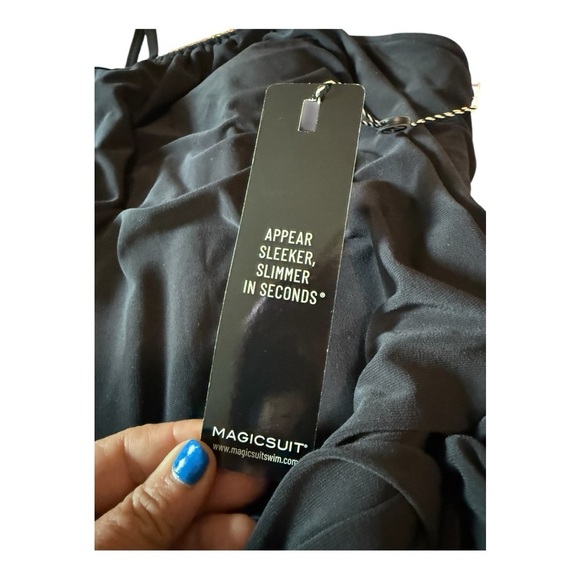 APPEAR
SLEEKER,
SLIMMER
IN SECONDS®
MAGICSUIT®
www.magicsuitswim.com